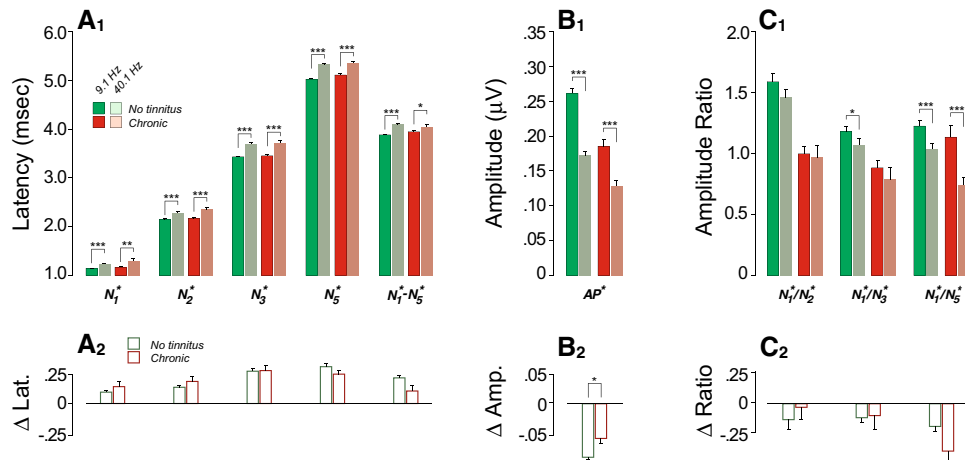 A1
B1
C1
Latency (msec)
6.0
5.0
4.0
3.0
2.0
1.0
9.1 Hz
40.1 Hz
No tinnitus
Chronic
***
**
***
***
***
***
***
***
***
*
N1*
N2*
N3*
N5*
N1*-N5*
Amplitude (μV)
.35
.30
.25
.20
.15
.10
.05
0
***
***
AP*
Amplitude Ratio
2.0
1.5
1.0
0.5
0
*
***
***
N1*/N2*
N1*/N3*
N1*/N5*
A2
No tinnitus
Chronic
Δ Lat.
.25
0
-.25
B2
Δ Amp.
.05
0
-.05
*
C2
Δ Ratio
.25
0
-.25